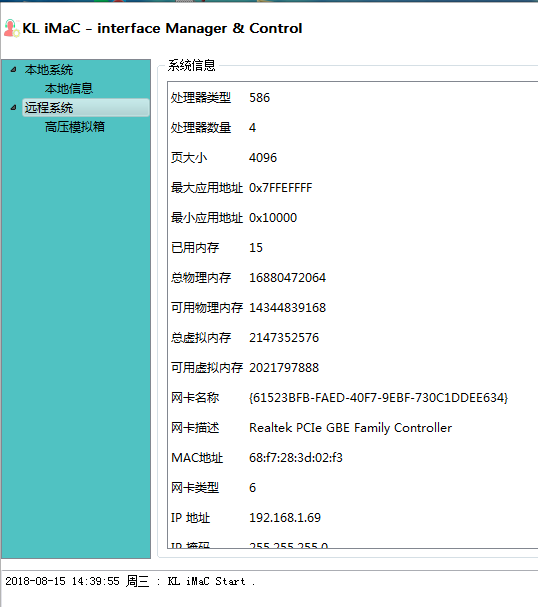 KL iMaC - interface Manager & Control
本地系统
本地信息
远程系统
高压模拟箱
系统信息
处理器类型 586
处理器数量 4
页大小 4096
最大应用地址 0x7FFEFFFF
最小应用地址 0x10000
已用内存 15
总物理内存 16880472064
可用物理内存 14344839168
总虚拟内存 2147352576
可用虚拟内存 2021797888
网卡名称 {61523BFB-FAED-40F7-9EBF-730C1DDEE634}
网卡描述 Realtek PCIe GBE Family Controller
MAC地址 68:f7:28:3d:02:f3
网卡类型 6
IP 地址 192.168.1.69
IP 掩码 255.255.255.0
2018-08-15 14:39:55 周三 : KL iMaC Start .